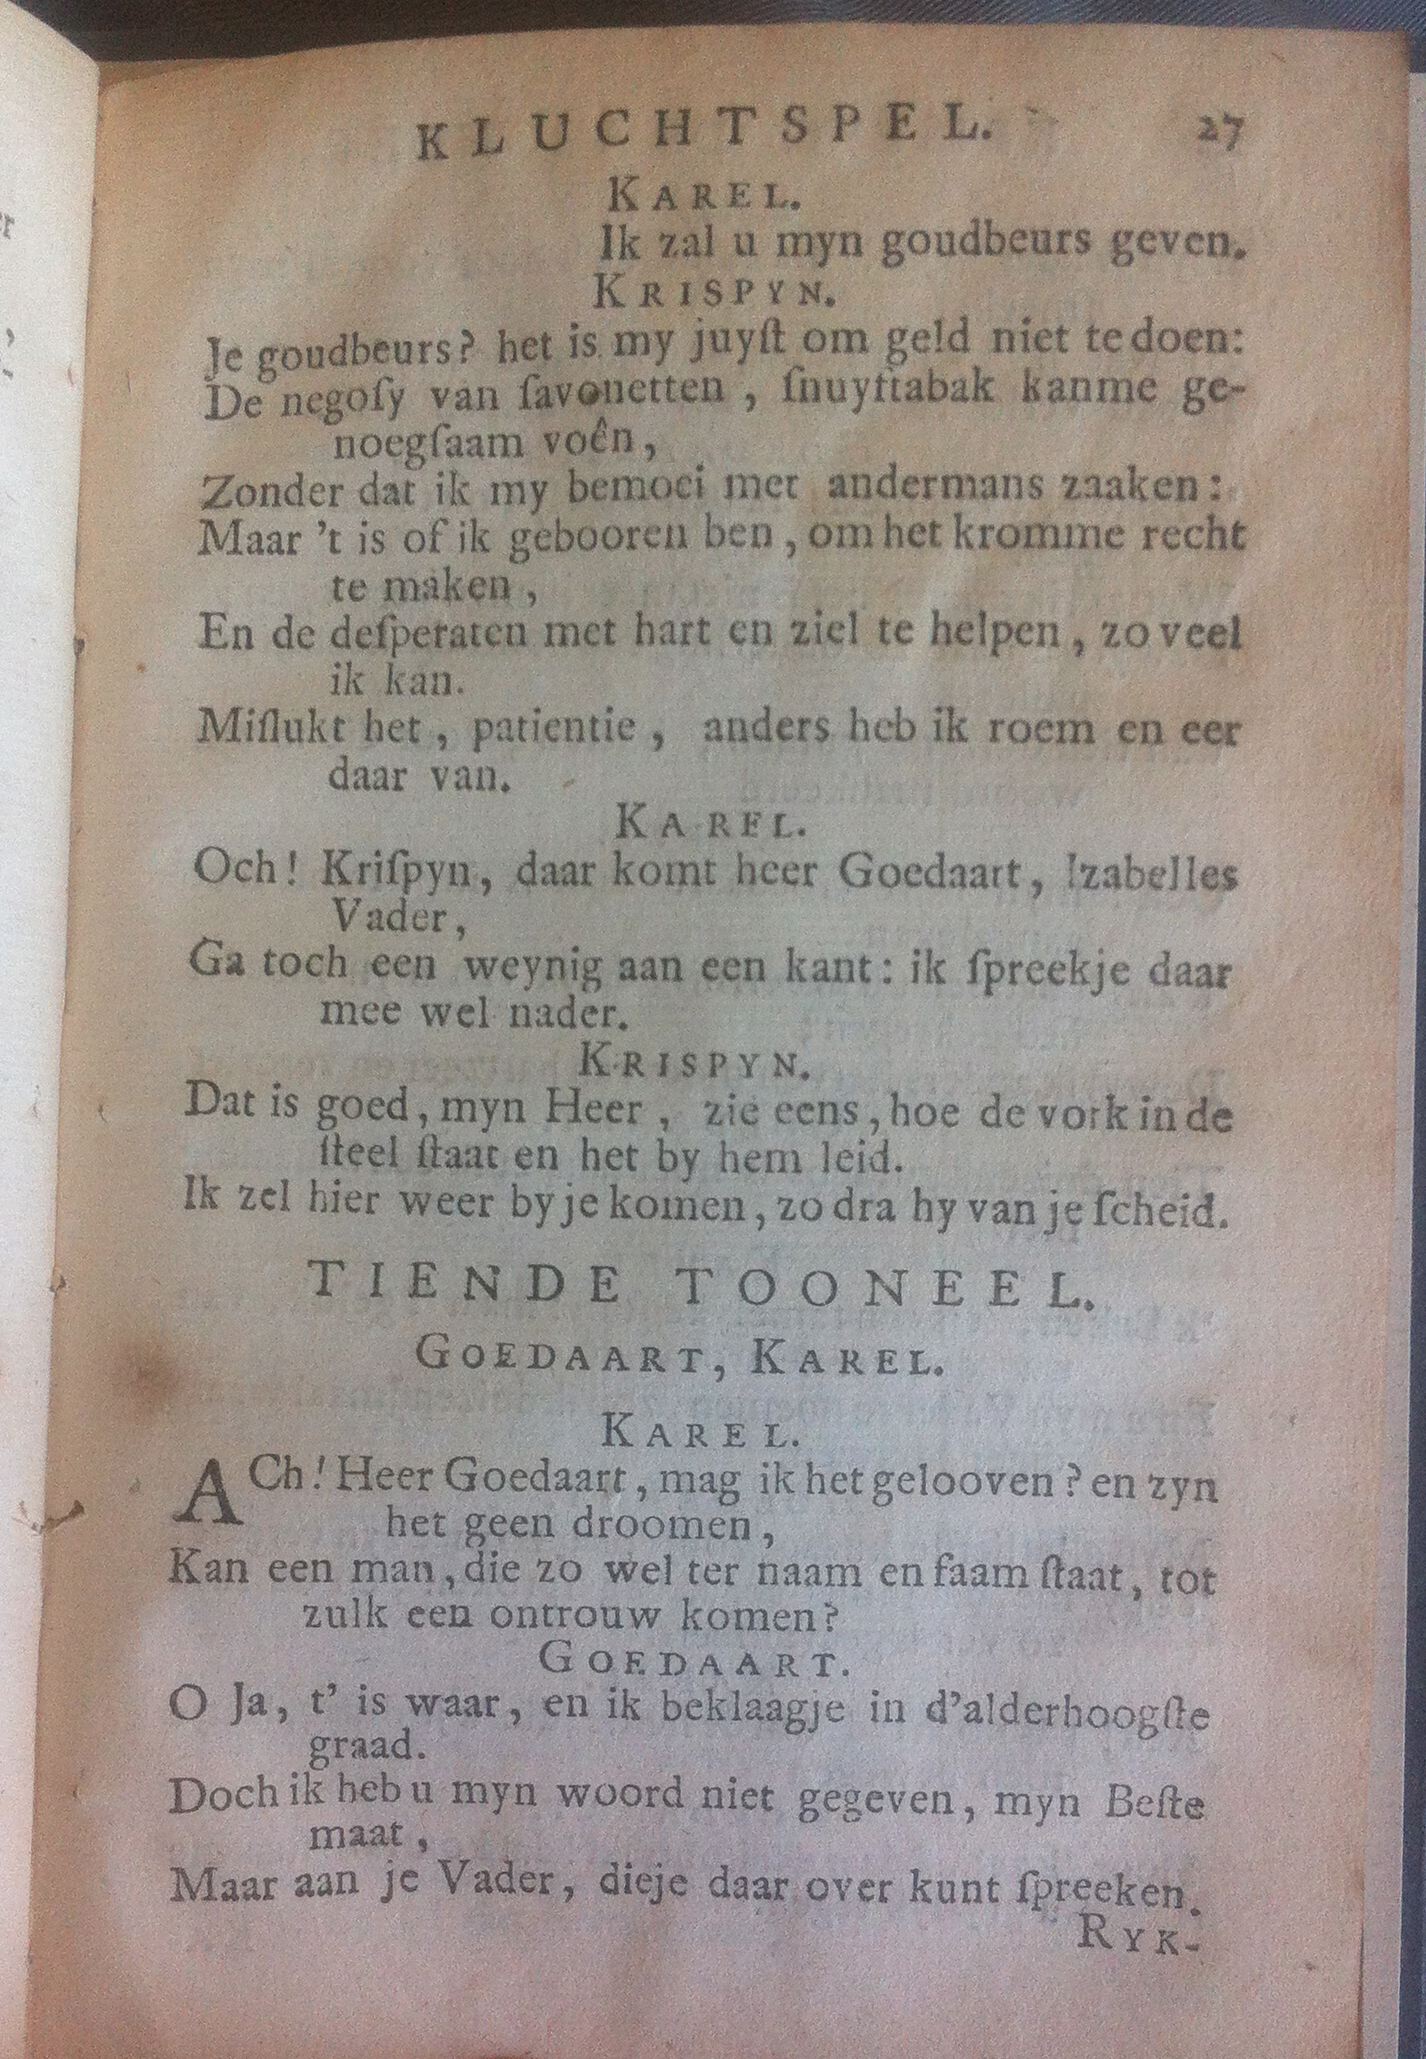 KLUCHTSPEL. 27
KAREL.
Ik zal u myn goudbeurs geven.
KRISPYN.
Je goudbeurs? het is my juyſt om geld niet te doen:
De negoſy van ſavonetten, ſnuyftabak kanme ge-
noegſaam voên,
Zonder dat ik my bemoei met andermans zaaken:
Maar 't is of ik gebooren ben, om het kromme recht
te maken,
En de deſperaten met hart en ziel te helpen, zo veel
ik kan.
Miſlukt het, patientie, anders heb ik roem en eer
daar van.
KAREL.
Och! Kriſpyn, daar komt heer Goedaart, Izabelles
Vader,
Ga toch een weynig aan een kant: ik ſpreekje daar
mee wel nader.
KRISPYN.
Dat is goed, myn Heer, zie eens, hoe de vork in de
ſteel ſtaat en het by hem leid.
Ik zel hier weer by je komen, zo dra hy van je ſcheid.
TIENDE TOONEEL.
GOEDAART, KAREL.
KAREL.
ACh! Heer Goedaart, mag ik het gelooven? en zyn
het geen droomen,
Kan een man, die zo wel ter naam en faam ſtaat, tot
zulk een ontrouw komen?
GOEDAART.
O Ja, t' is waar, en ik beklaagje in d'alderhoogſte
graad.
Doch ik heb u myn woord niet gegeven, myn Beſte
maat,
Maar aan je Vader, dieje daar over kunt ſpreeken.
RYK-